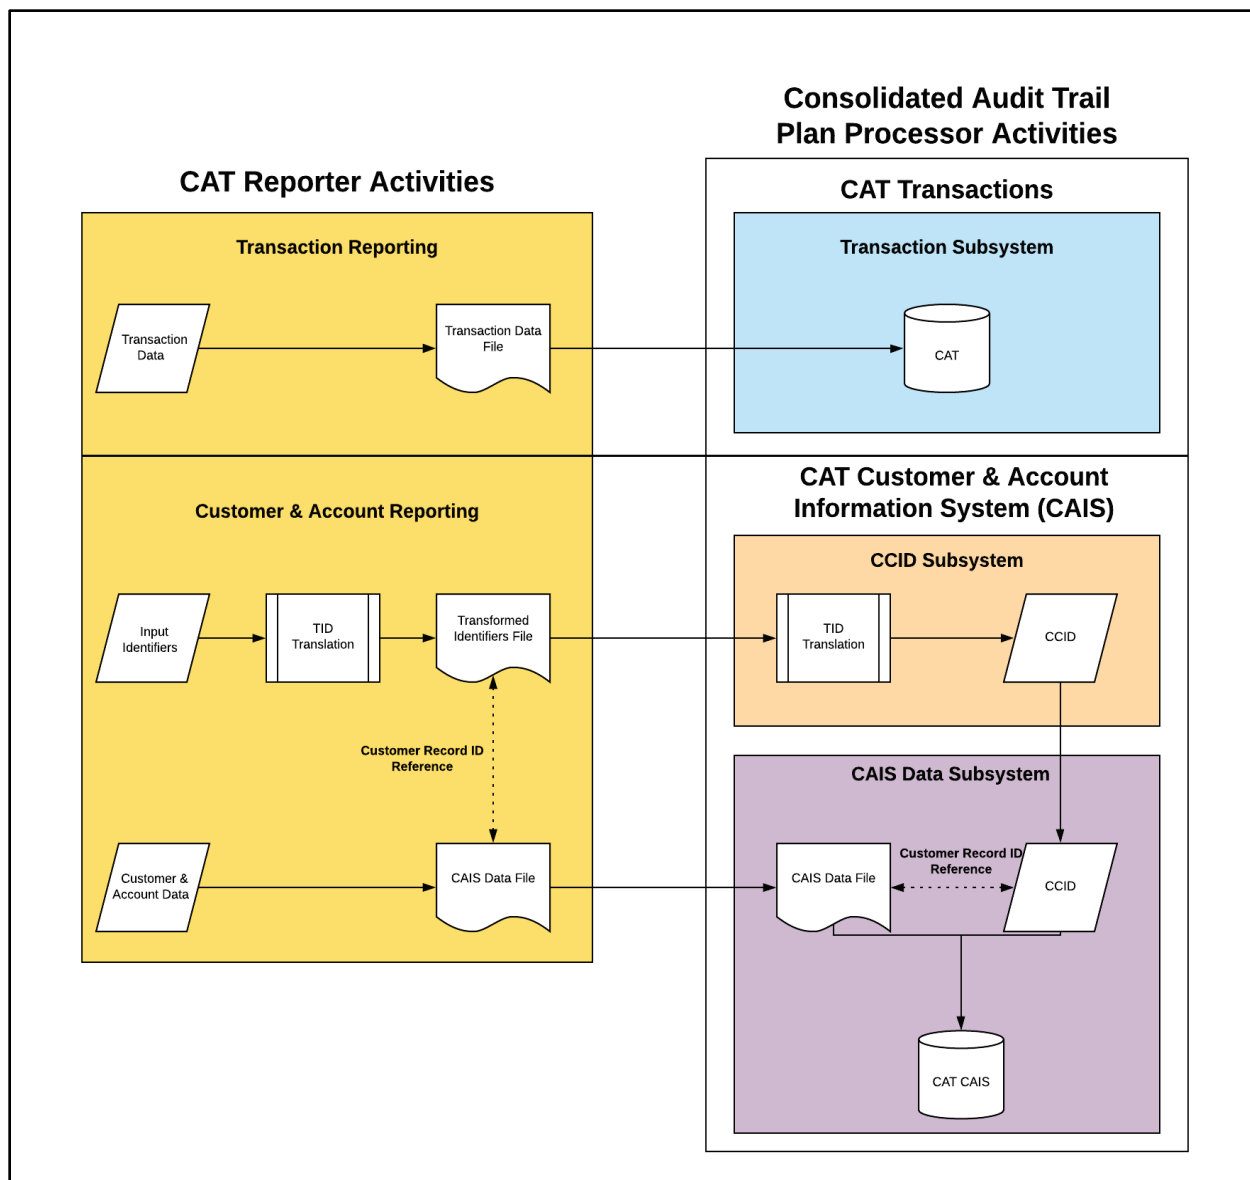 Consolidated Audit Trail
Plan Processor Activities
CAT Reporter Activities
CAT Transactions
Transaction Reporting
Transaction Subsystem
Transaction
Data
Transaction Data
File
CAT
CAT Customer & Account
Information System (CAIS)
Customer & Account Reporting
CCID Subsystem
Input
Identifiers
TID
Translation
Transformed
Identifiers File
TID
Translation
CCID
Customer Record ID
Reference
CAIS Data Subsystem
Customer &
Account Data
CAIS Data File
CAIS Data File
Customer Record ID
Reference
CCID
CAT CAIS